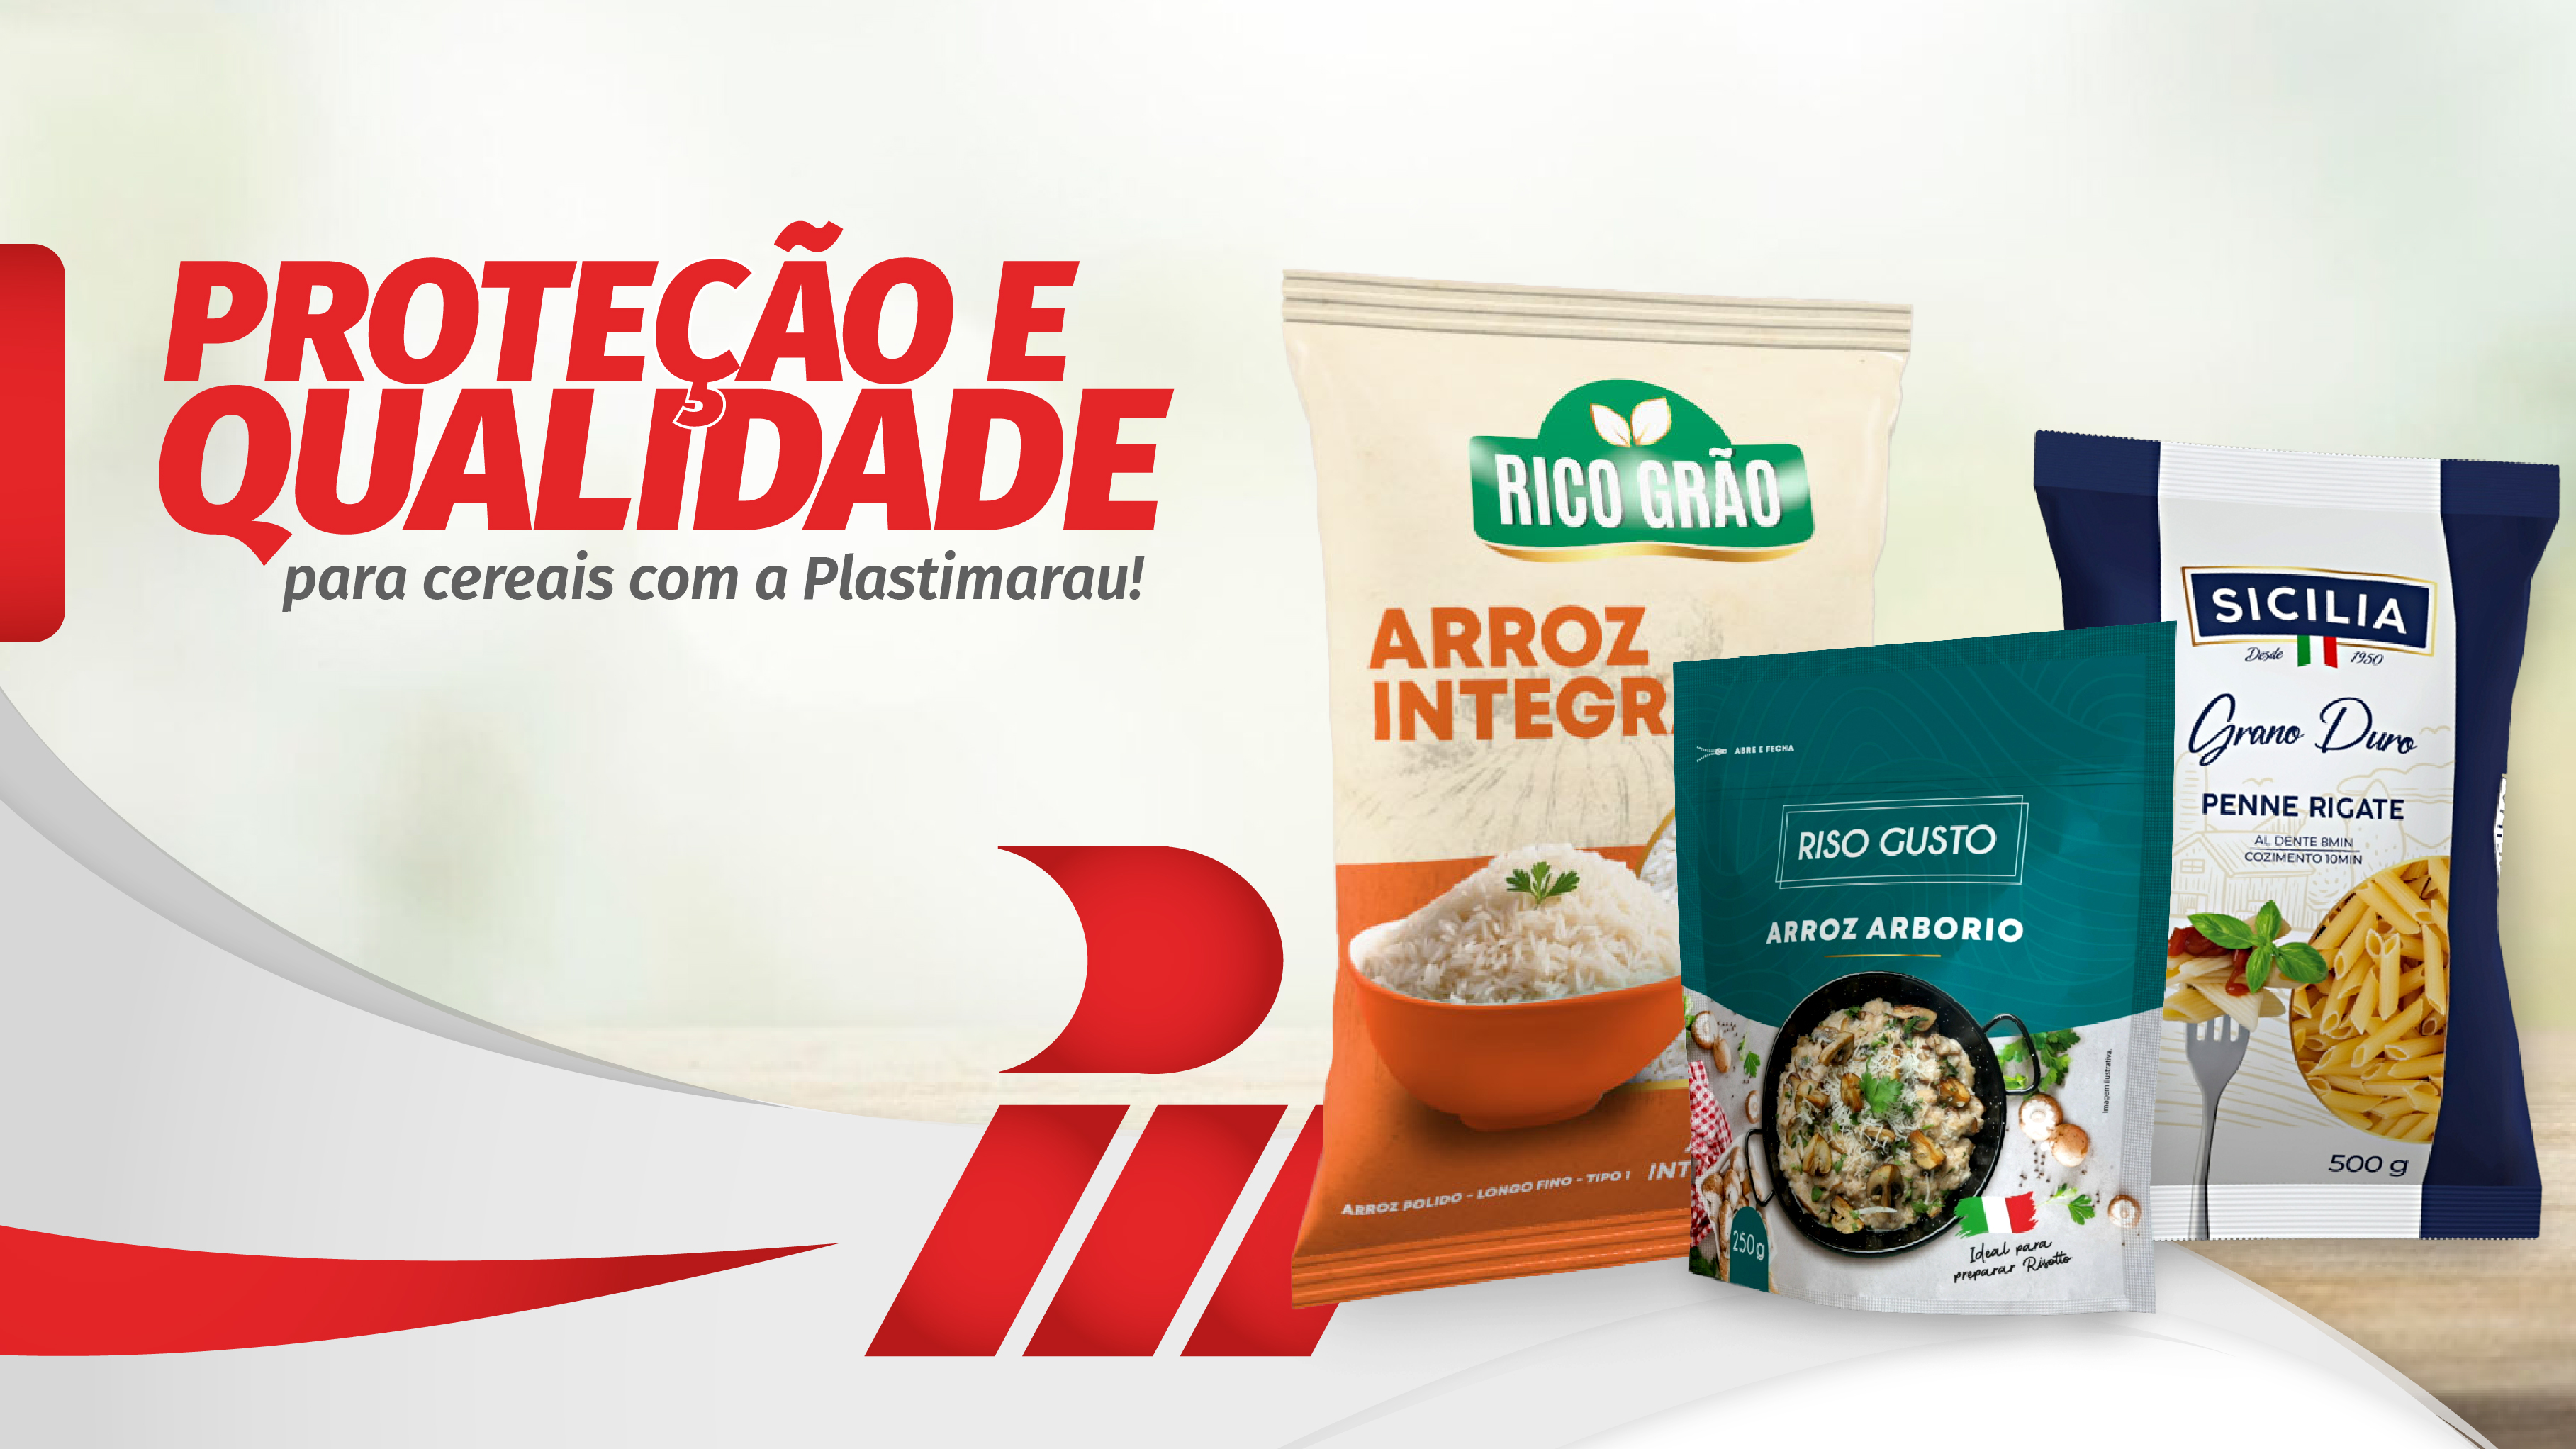 PROTEÇÃO E
QUALIDADE
para cereais com a Plastimarau!
RICO GRÃO
ARROZ
INTEGR
ARROZ POLIDO - LONGO FINO - TIPO 1
INT
ABRE E FECHA
RISO GUSTO
ARROZ ARBORIO
Imagem ilustrativa.
250g
Ideal para
preparar Risotto
SICILIA
Desde 1950
Grano Duro
PENNE RIGATE
AL DENTE 8MIN
COZIMENTO 10MIN
500 g